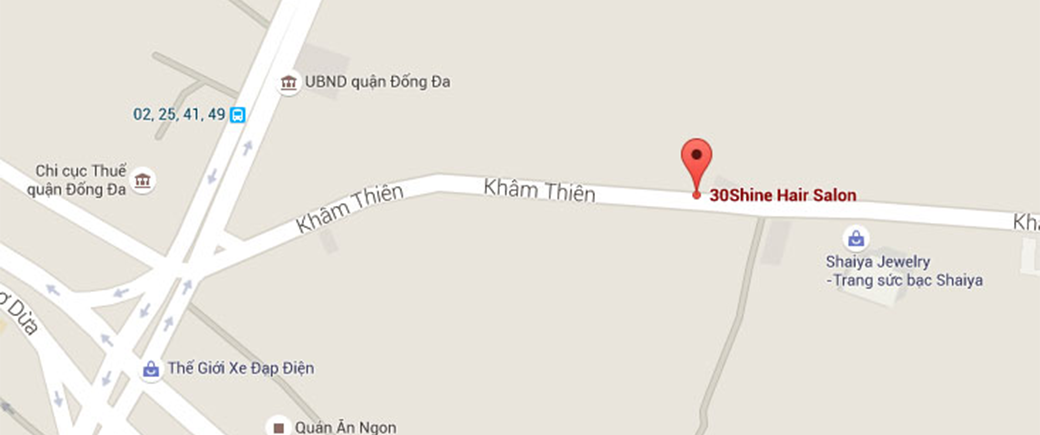 UBND quận Đống Đa
02, 25, 41, 49
Chi cục Thuế
quận Đống Đa
Khâm Thiên
Khâm Thiên
30Shine Hair Salon
Shaiya Jewelry
-Trang sức bạc Shaiya
Dừa
Thế Giới Xe Đạp Điện
Quán Ăn Ngon